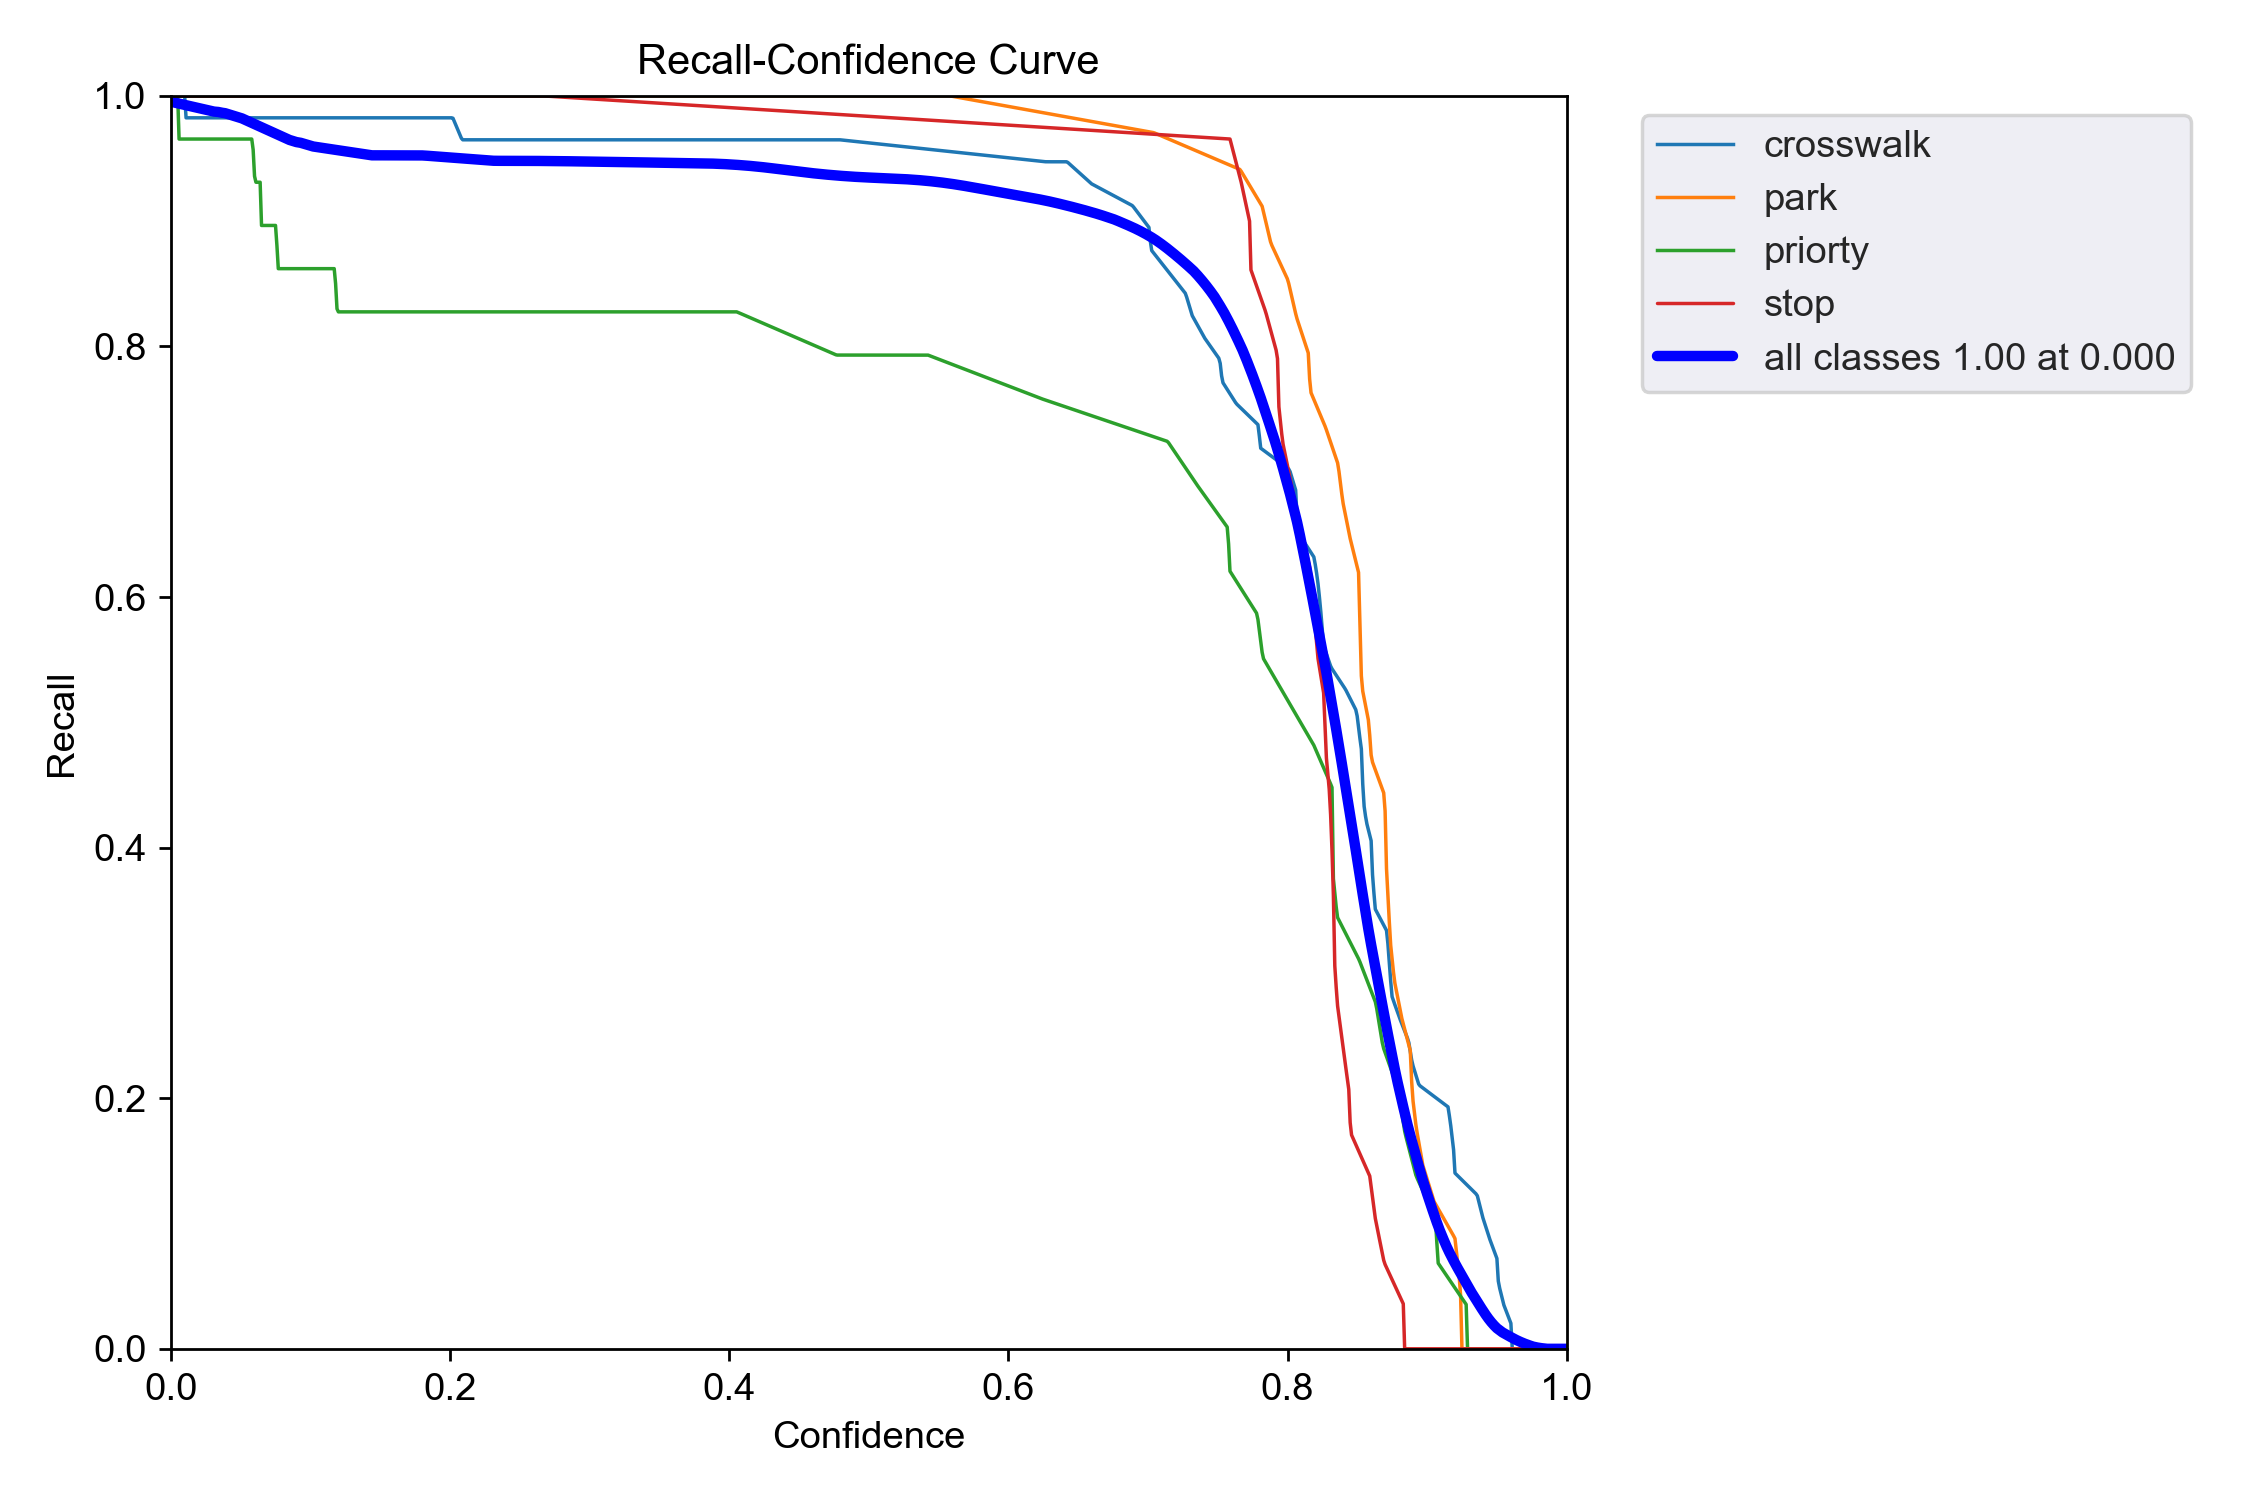 Recall-Confidence Curve
1.0
0.8
0.6
0.4
0.2
0.0
Recall
0.0 0.2 0.4 0.6 0.8 1.0
Confidence
crosswalk
park
priorty
stop
all classes 1.00 at 0.000